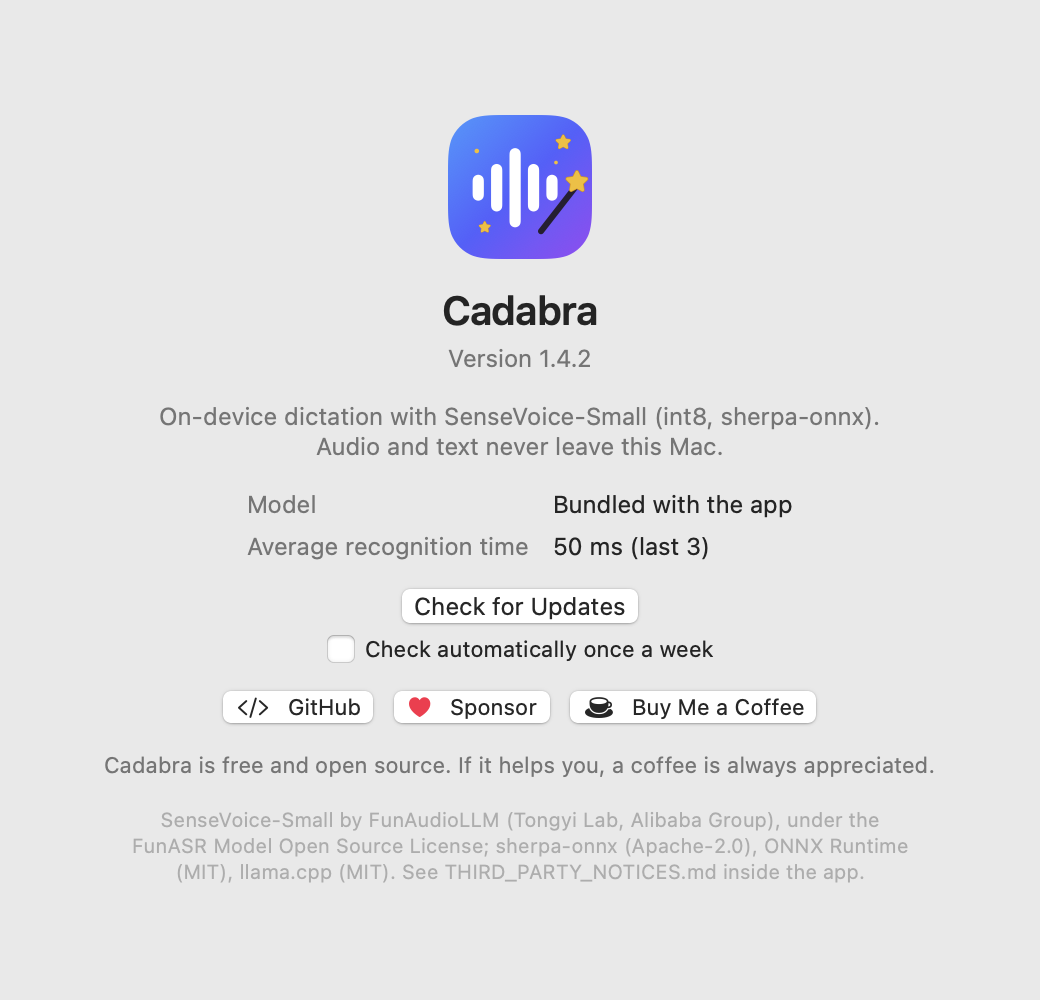 Cadabra
Version 1.4.2
On-device dictation with SenseVoice-Small (int8, sherpa-onnx).
Audio and text never leave this Mac.
Model Bundled with the app
Average recognition time 50 ms (last 3)
Check for Updates
Check automatically once a week
</> GitHub Sponsor Buy Me a Coffee
Cadabra is free and open source. If it helps you, a coffee is always appreciated.
SenseVoice-Small by FunAudioLLM (Tongyi Lab, Alibaba Group), under the
FunASR Model Open Source License; sherpa-onnx (Apache-2.0), ONNX Runtime
(MIT), llama.cpp (MIT). See THIRD_PARTY_NOTICES.md inside the app.